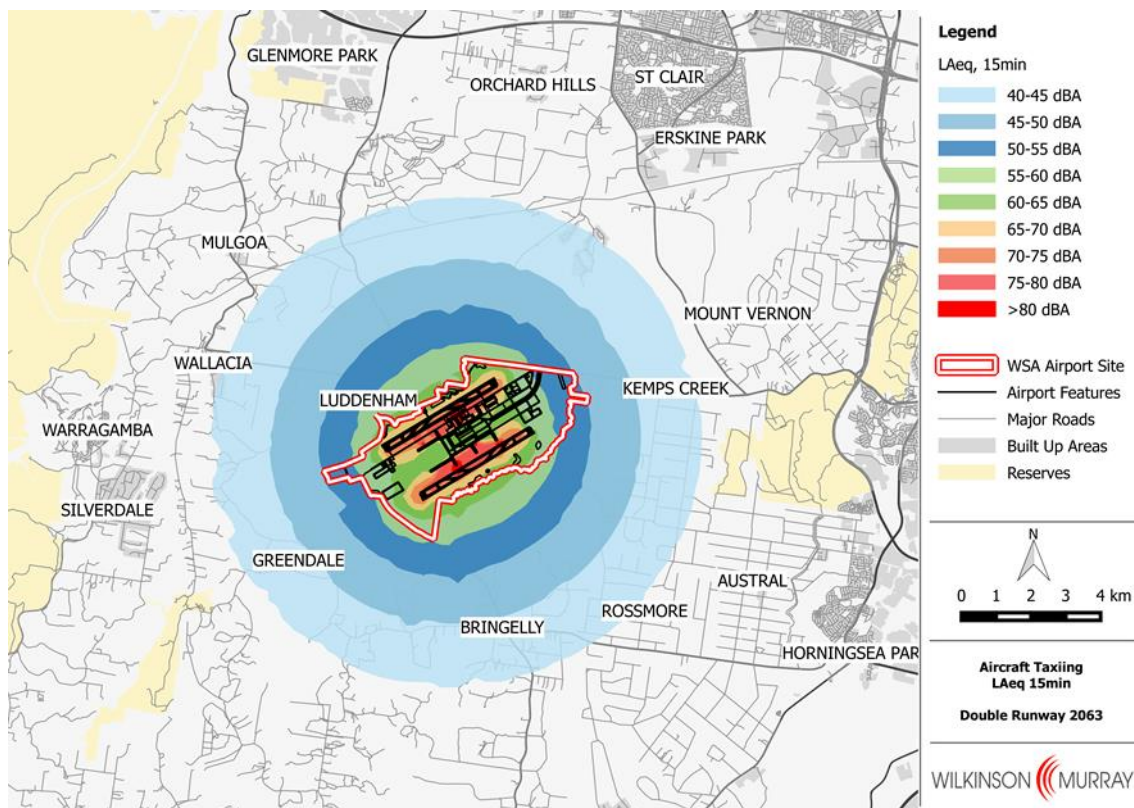 GLENMORE PARK
ORCHARD HILLS
ST CLAIR
ERSKINE PARK
MULGOA
MOUNT VERNON
WALLACIA
KEMPS CREEK
LUDDENHAM
WARRAGAMBA
SILVERDALE
GREENDALE
AUSTRAL
ROSSMORE
BRINGELLY
HORNINGSEA PAR
Legend
LAeq, 15min
40-45 dBA
45-50 dBA
50-55 dBA
55-60 dBA
60-65 dBA
65-70 dBA
70-75 dBA
75-80 dBA
>80 dBA
WSA Airport Site
Airport Features
Major Roads
Built Up Areas
Reserves
N
0 1 2 3 4 km
Aircraft Taxiing
LAeq 15min
Double Runway 2063
WILKINSON MURRAY